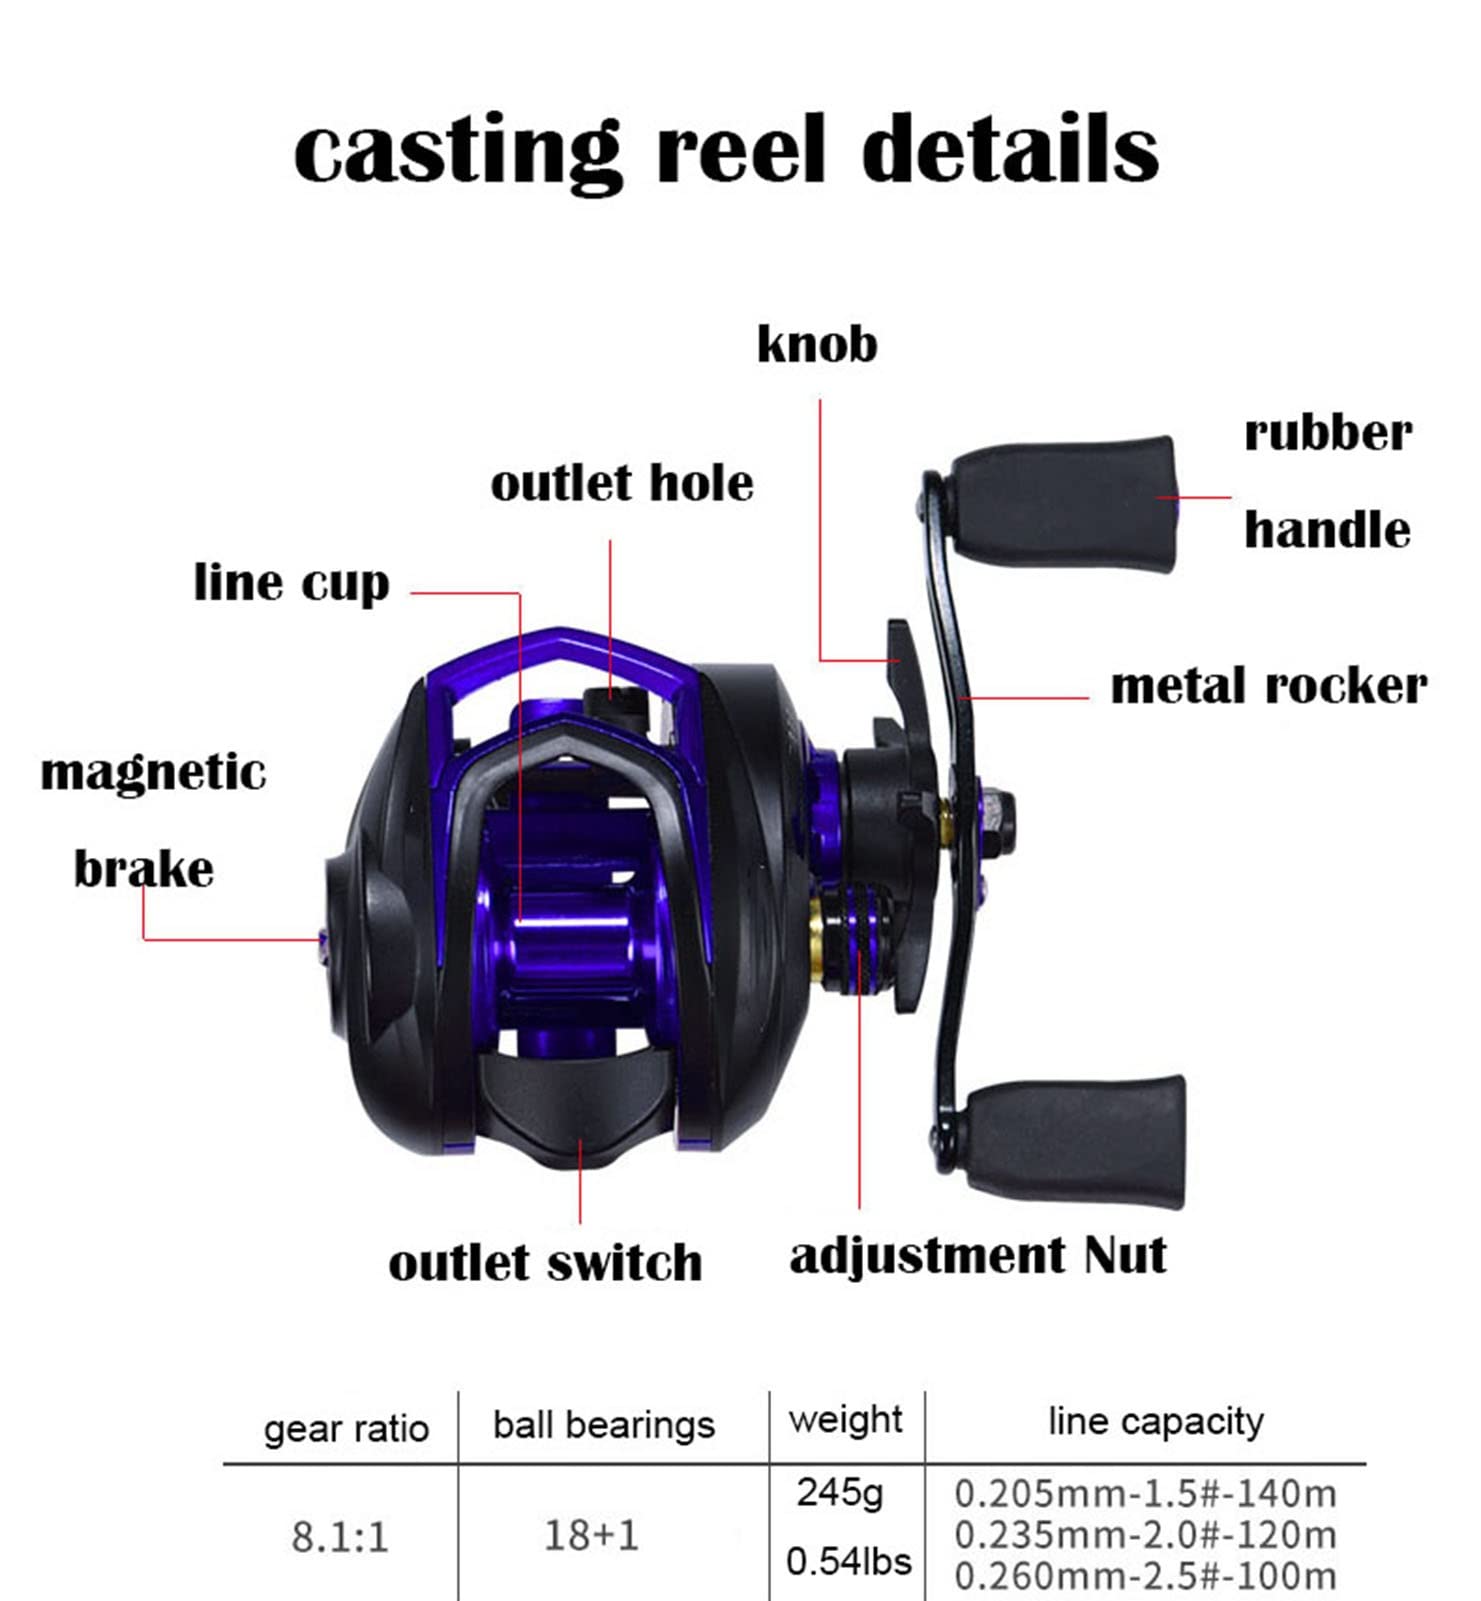 casting reel details
knob
rubber
handle
outlet hole
line cup
metal rocker
magnetic
brake
outlet switch
adjustment Nut
gear ratio ball bearings weight line capacity
8.1:1 18+1 245g 0.54lbs
0.205mm-1.5#-140m
0.235mm-2.0#-120m
0.260mm-2.5#-100m